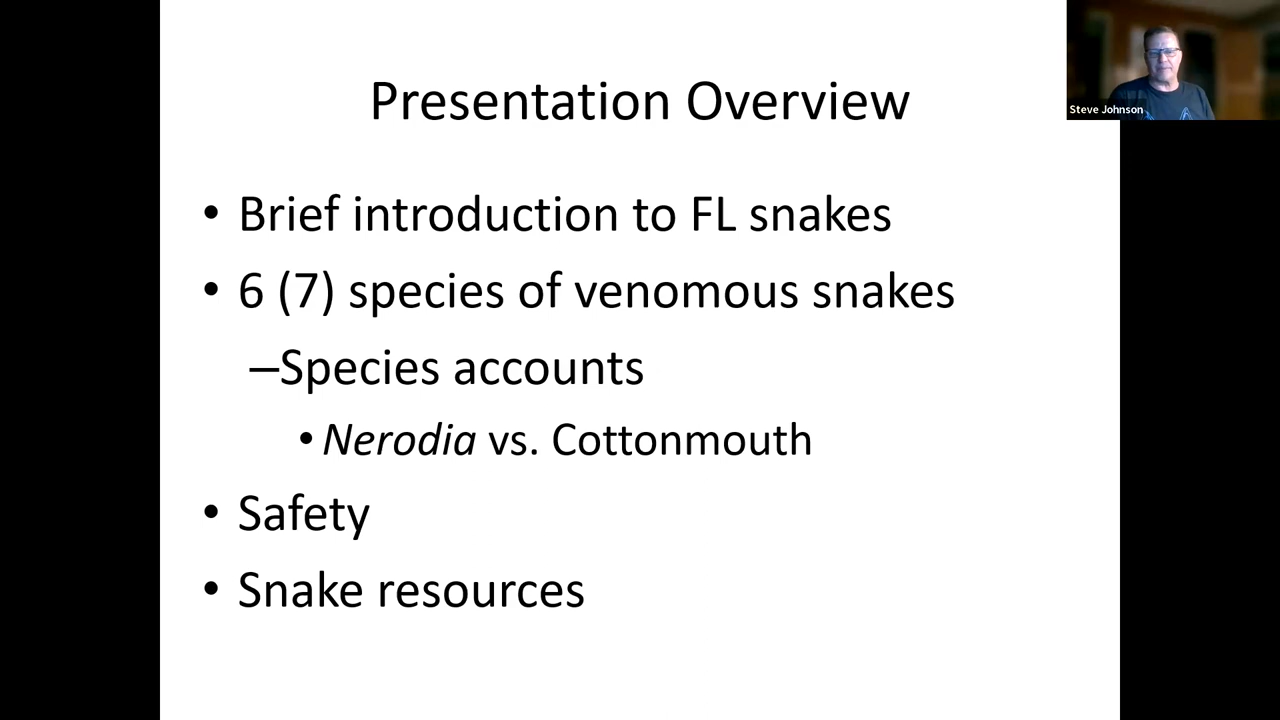 Presentation Overview
Steve Johnson
• Brief introduction to FL snakes
• 6 (7) species of venomous snakes
–Species accounts
• Nerodia vs. Cottonmouth
• Safety
• Snake resources